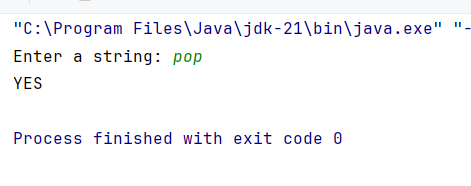 "C:\Program Files\Java\jdk-21\bin\java.exe" "-
Enter a string: pop
YES
Process finished with exit code 0